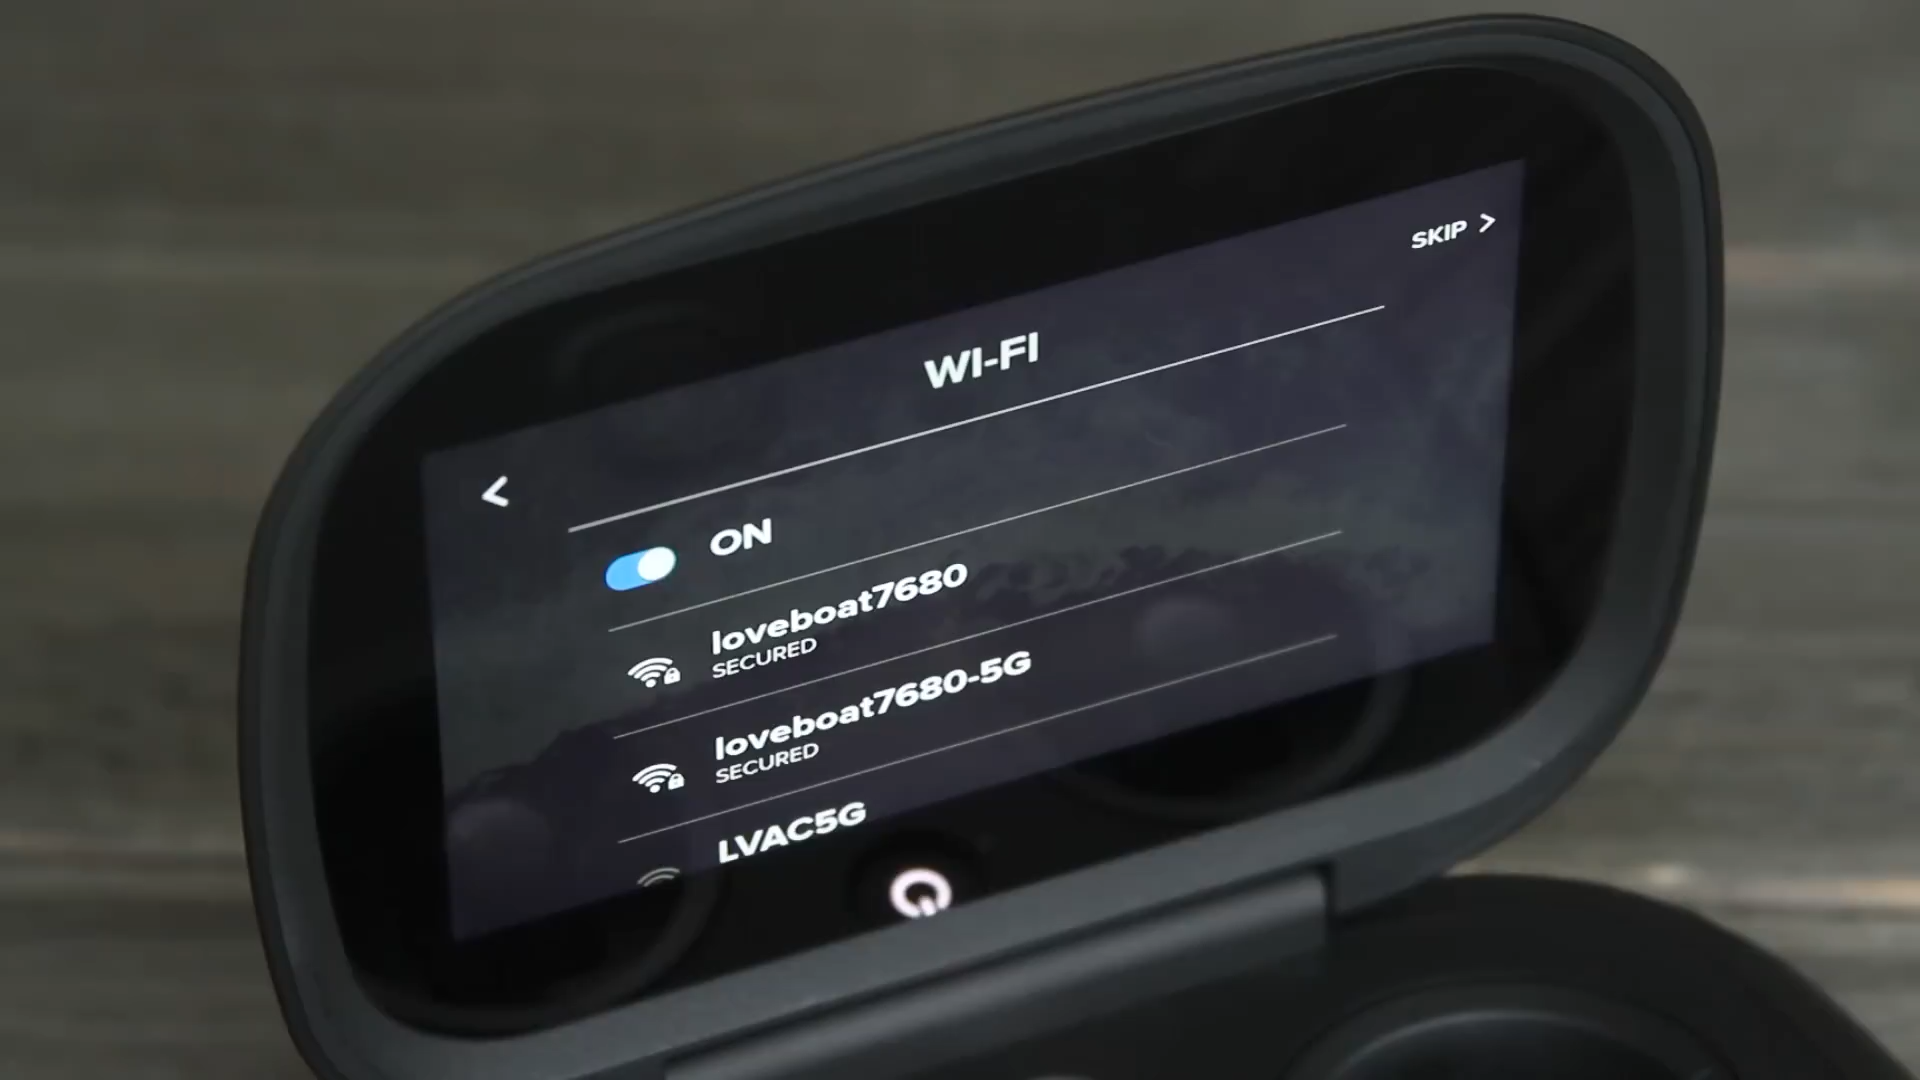 SKIP
WI-FI
ON
loveboat7680
SECURED
loveboat7680-5G
SECURED
LVAC5G